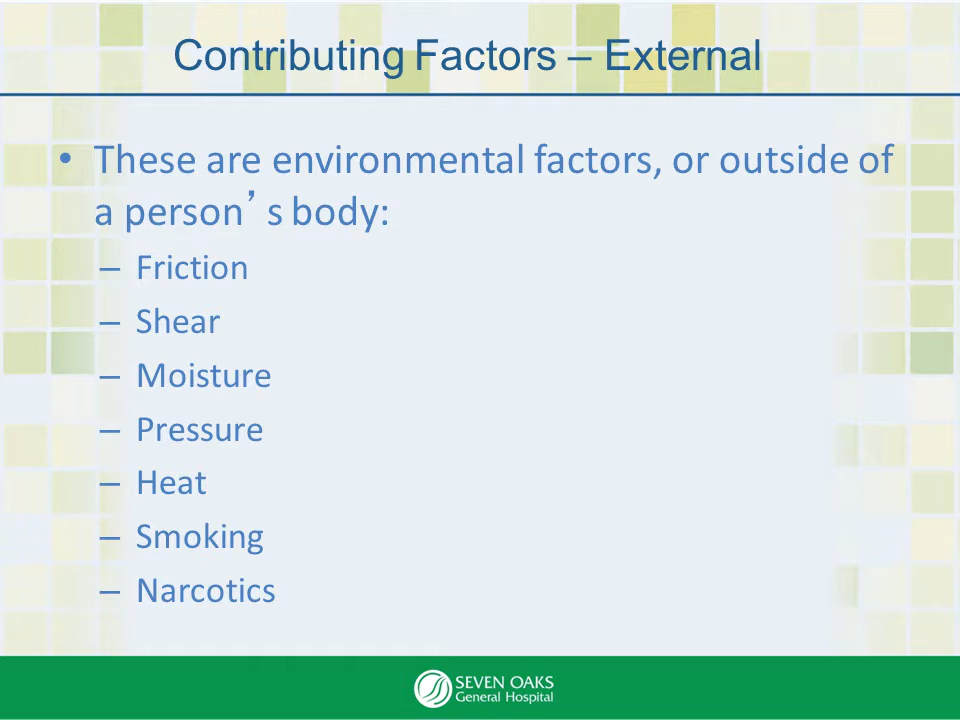 Contributing Factors – External
• These are environmental factors, or outside of
a person’s body:
– Friction
– Shear
– Moisture
– Pressure
– Heat
– Smoking
– Narcotics
SEVEN OAKS
General Hospital